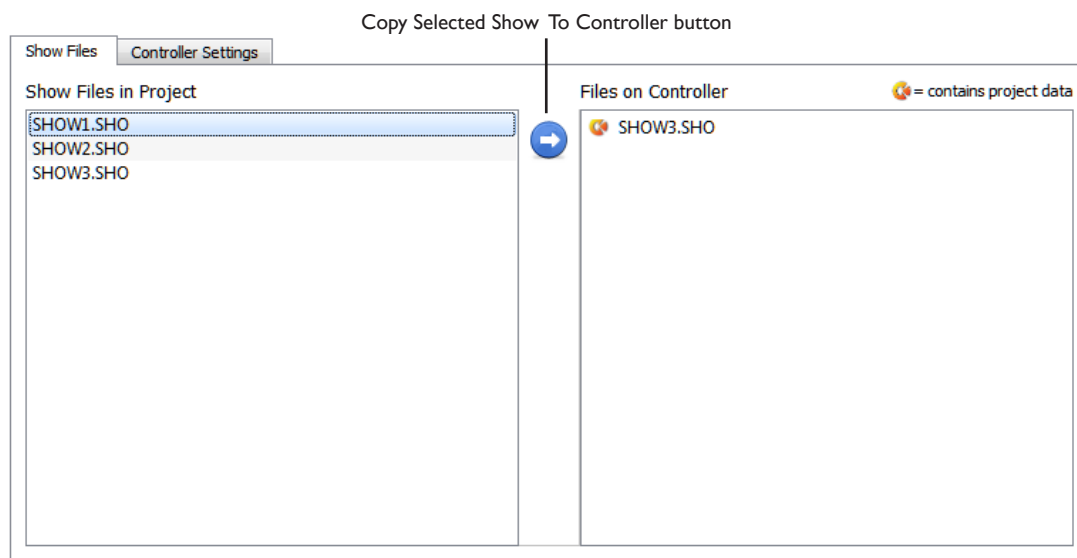 Copy Selected Show To Controller button
Show Files
Controller Settings
Show Files in Project
Files on Controller
= contains project data
SHOW1.SHO
SHOW2.SHO
SHOW3.SHO
SHOW3.SHO